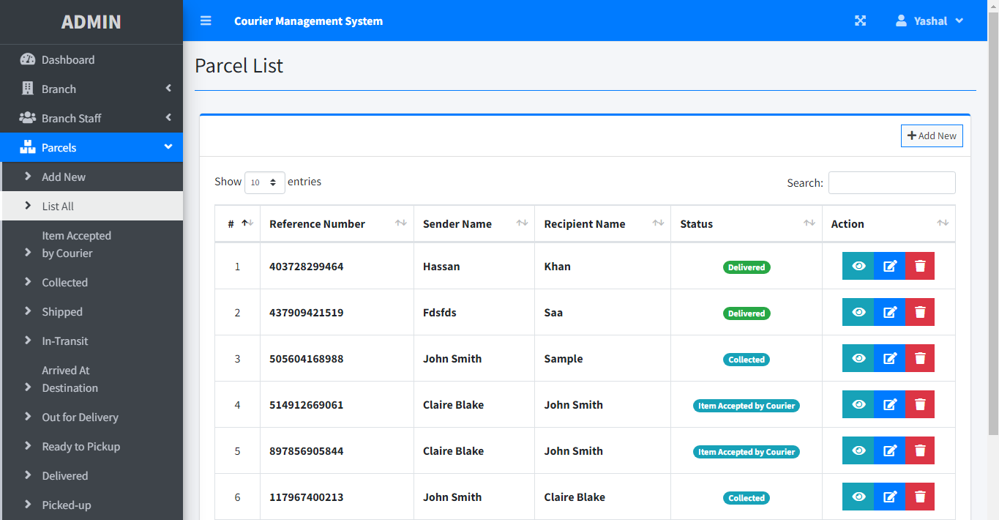 ADMIN
Courier Management System
Yashal
Dashboard
Branch
Branch Staff
Parcels
Add New
List All
Item Accepted
by Courier
Collected
Shipped
In-Transit
Arrived At
Destination
Out for Delivery
Ready to Pickup
Delivered
Picked-up
Parcel List
Add New
Show 10 entries
Search:
# Reference Number Sender Name Recipient Name Status Action
1 403728299464 Hassan Khan Delivered
2 437909421519 Fdsfds Saa Delivered
3 505604168988 John Smith Sample Collected
4 514912669061 Claire Blake John Smith Item Accepted by Courier
5 897856905844 Claire Blake John Smith Item Accepted by Courier
6 117967400213 John Smith Claire Blake Collected